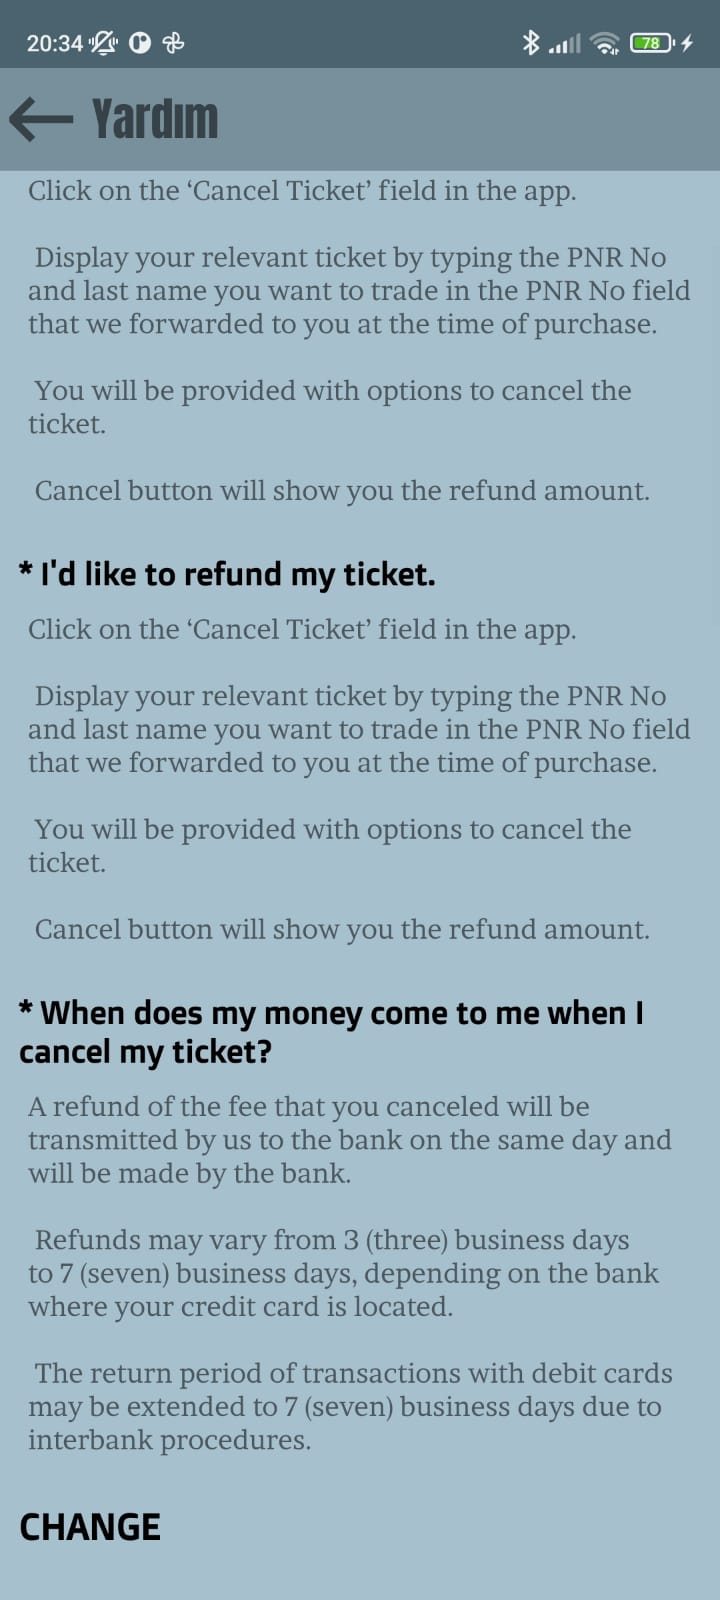 20:34
78
Yardım
Click on the ‘Cancel Ticket’ field in the app.
Display your relevant ticket by typing the PNR No
and last name you want to trade in the PNR No field
that we forwarded to you at the time of purchase.
You will be provided with options to cancel the
ticket.
Cancel button will show you the refund amount.
* I'd like to refund my ticket.
Click on the ‘Cancel Ticket’ field in the app.
Display your relevant ticket by typing the PNR No
and last name you want to trade in the PNR No field
that we forwarded to you at the time of purchase.
You will be provided with options to cancel the
ticket.
Cancel button will show you the refund amount.
* When does my money come to me when I
cancel my ticket?
A refund of the fee that you canceled will be
transmitted by us to the bank on the same day and
will be made by the bank.
Refunds may vary from 3 (three) business days
to 7 (seven) business days, depending on the bank
where your credit card is located.
The return period of transactions with debit cards
may be extended to 7 (seven) business days due to
interbank procedures.
CHANGE